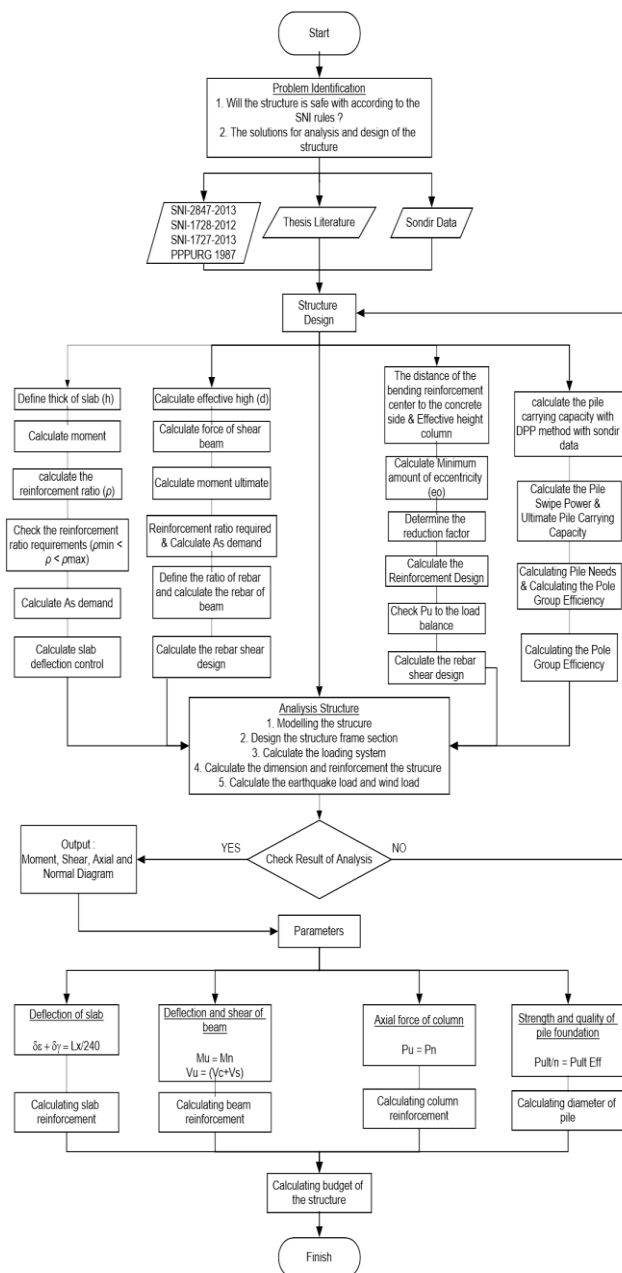 Start
Problem Identification
1. Will the structure is safe with according to the
SNI rules ?
2. The solutions for analysis and design of the
structure
SNI-2847-2013
SNI-1728-2012
SNI-1727-2013
PPPURG 1987
Thesis Literature
Sondir Data
Structure
Design
Define thick of slab (h)
Calculate moment
calculate the
reinforcement ratio (ρ)
Check the reinforcement
ratio requirements (ρmin <
ρ < ρmax)
Calculate As demand
Calculate slab
deflection control
Calculate effective high (d)
Calculate force of shear
beam
Calculate moment ultimate
Reinforcement ratio required
& Calculate As demand
Define the ratio of rebar
and calculate the rebar of
beam
Calculate the rebar shear
design
The distance of the
bending reinforcement
center to the concrete
side & Effective height
column
Calculate Minimum
amount of eccentricity
(eo)
Determine the
reduction factor
Calculate the
Reinforcement Design
Check Pu to the load
balance
Calculate the rebar
shear design
calculate the pile
carrying capacity with
DPP method with sondir
data
Calculate the Pile
Swipe Power &
Ultimate Pile Carrying
Capacity
Calculating Pile Needs
& Calculating the Pole
Group Efficiency
Calculating the Pole
Group Efficiency
Analiysis Structure
1. Modelling the strucure
2. Design the structure frame section
3. Calculate the loading system
4. Calculate the dimension and reinforcement the strucure
5. Calculate the earthquake load and wind load
Check Result of Analysis
YES
NO
Output :
Moment, Shear, Axial and
Normal Diagram
Parameters
Deflection of slab
δε + δγ = Lx/240
Deflection and shear of
beam
Mu = Mn
Vu = (Vc+Vs)
Axial force of column
Pu = Pn
Strength and quality of
pile foundation
Pult/n = Pult Eff
Calculating slab
reinforcement
Calculating beam
reinforcement
Calculating column
reinforcement
Calculating diameter of
pile
Calculating budget of
the structure
Finish